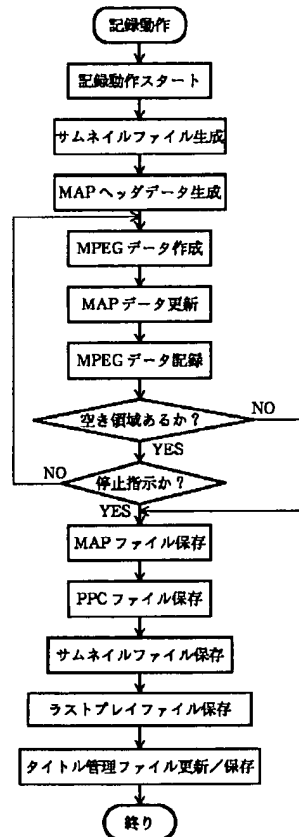 記録動作
記録動作スタート
サムネイルファイル生成
MAPヘッダデータ生成
MPEGデータ作成
MAPデータ更新
MPEGデータ記録
空き領域あるか？
NO
YES
停止指示か？
NO
YES
MAPファイル保存
PPCファイル保存
サムネイルファイル保存
ラストプレイファイル保存
タイトル管理ファイル更新／保存
終り